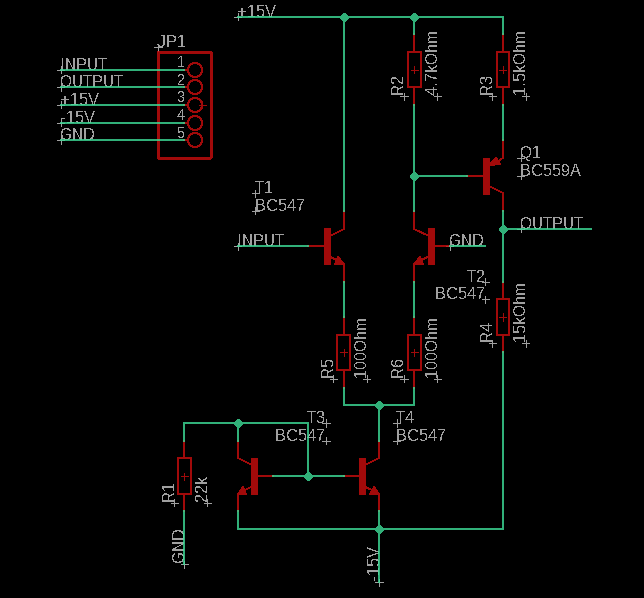 +15V
JP1
INPUT 1
OUTPUT 2
+15V 3
-15V 4
GND 5
R2
4.7kOhm
R3
1.5kOhm
Q1
BC559A
T1
BC547
OUTPUT
INPUT
GND
T2
BC547
R4
15kOhm
R5
100Ohm
R6
100Ohm
T3
BC547
T4
BC547
R1
22k
GND
-15V